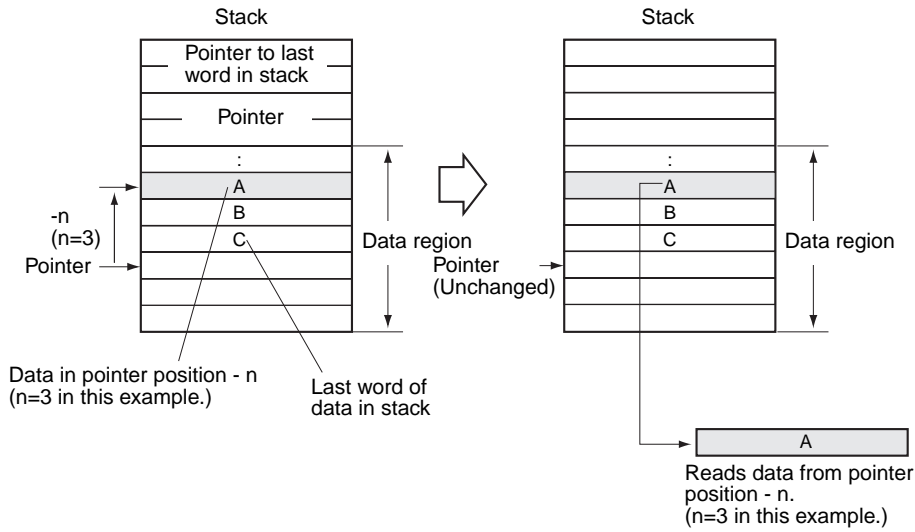 Stack
Pointer to last
word in stack
Pointer
:
A
B
C
-n
(n=3)
Pointer
Data region
Data in pointer position - n
(n=3 in this example.)
Last word of
data in stack
Stack
:
A
B
C
Pointer
(Unchanged)
Data region
A
Reads data from pointer
position - n.
(n=3 in this example.)